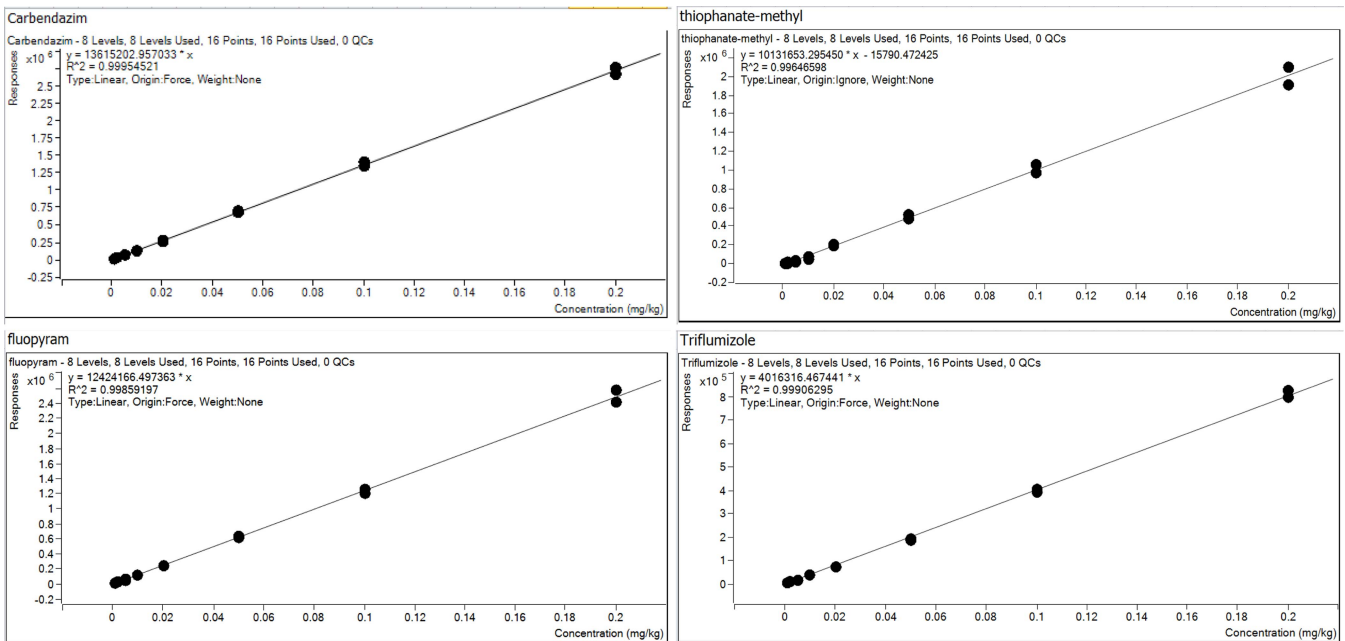 Carbendazim
Carbendazim - 8 Levels, 8 Levels Used, 16 Points, 16 Points Used, 0 QCs
x10 6
y = 13615202.957033 * x
R^2 = 0.99954521
Type:Linear, Origin:Force, Weight:None
Responses
2.5
2.25
2
1.75
1.5
1.25
1
0.75
0.5
0.25
0
-0.25
0 0.02 0.04 0.06 0.08 0.1 0.12 0.14 0.16 0.18 0.2
Concentration (mg/kg)
thiophanate-methyl
thiophanate-methyl - 8 Levels, 8 Levels Used, 16 Points, 16 Points Used, 0 QCs
x10 6
y = 10131653.295450 * x - 15790.472425
R^2 = 0.99646598
Type:Linear, Origin:Ignore, Weight:None
Responses
2
1.8
1.6
1.4
1.2
1
0.8
0.6
0.4
0.2
0
-0.2
0 0.02 0.04 0.06 0.08 0.1 0.12 0.14 0.16 0.18 0.2
Concentration (mg/kg)
fluopyram
fluopyram - 8 Levels, 8 Levels Used, 16 Points, 16 Points Used, 0 QCs
x10 6
y = 12424166.497363 * x
R^2 = 0.99859197
Type:Linear, Origin:Force, Weight:None
Responses
2.4
2.2
2
1.8
1.6
1.4
1.2
1
0.8
0.6
0.4
0.2
0
-0.2
0 0.02 0.04 0.06 0.08 0.1 0.12 0.14 0.16 0.18 0.2
Concentration (mg/kg)
Triflumizole
Triflumizole - 8 Levels, 8 Levels Used, 16 Points, 16 Points Used, 0 QCs
x10 5
y = 4016316.467441 * x
R^2 = 0.99906295
Type:Linear, Origin:Force, Weight:None
Responses
8
7
6
5
4
3
2
1
0
0 0.02 0.04 0.06 0.08 0.1 0.12 0.14 0.16 0.18 0.2
Concentration (mg/kg)